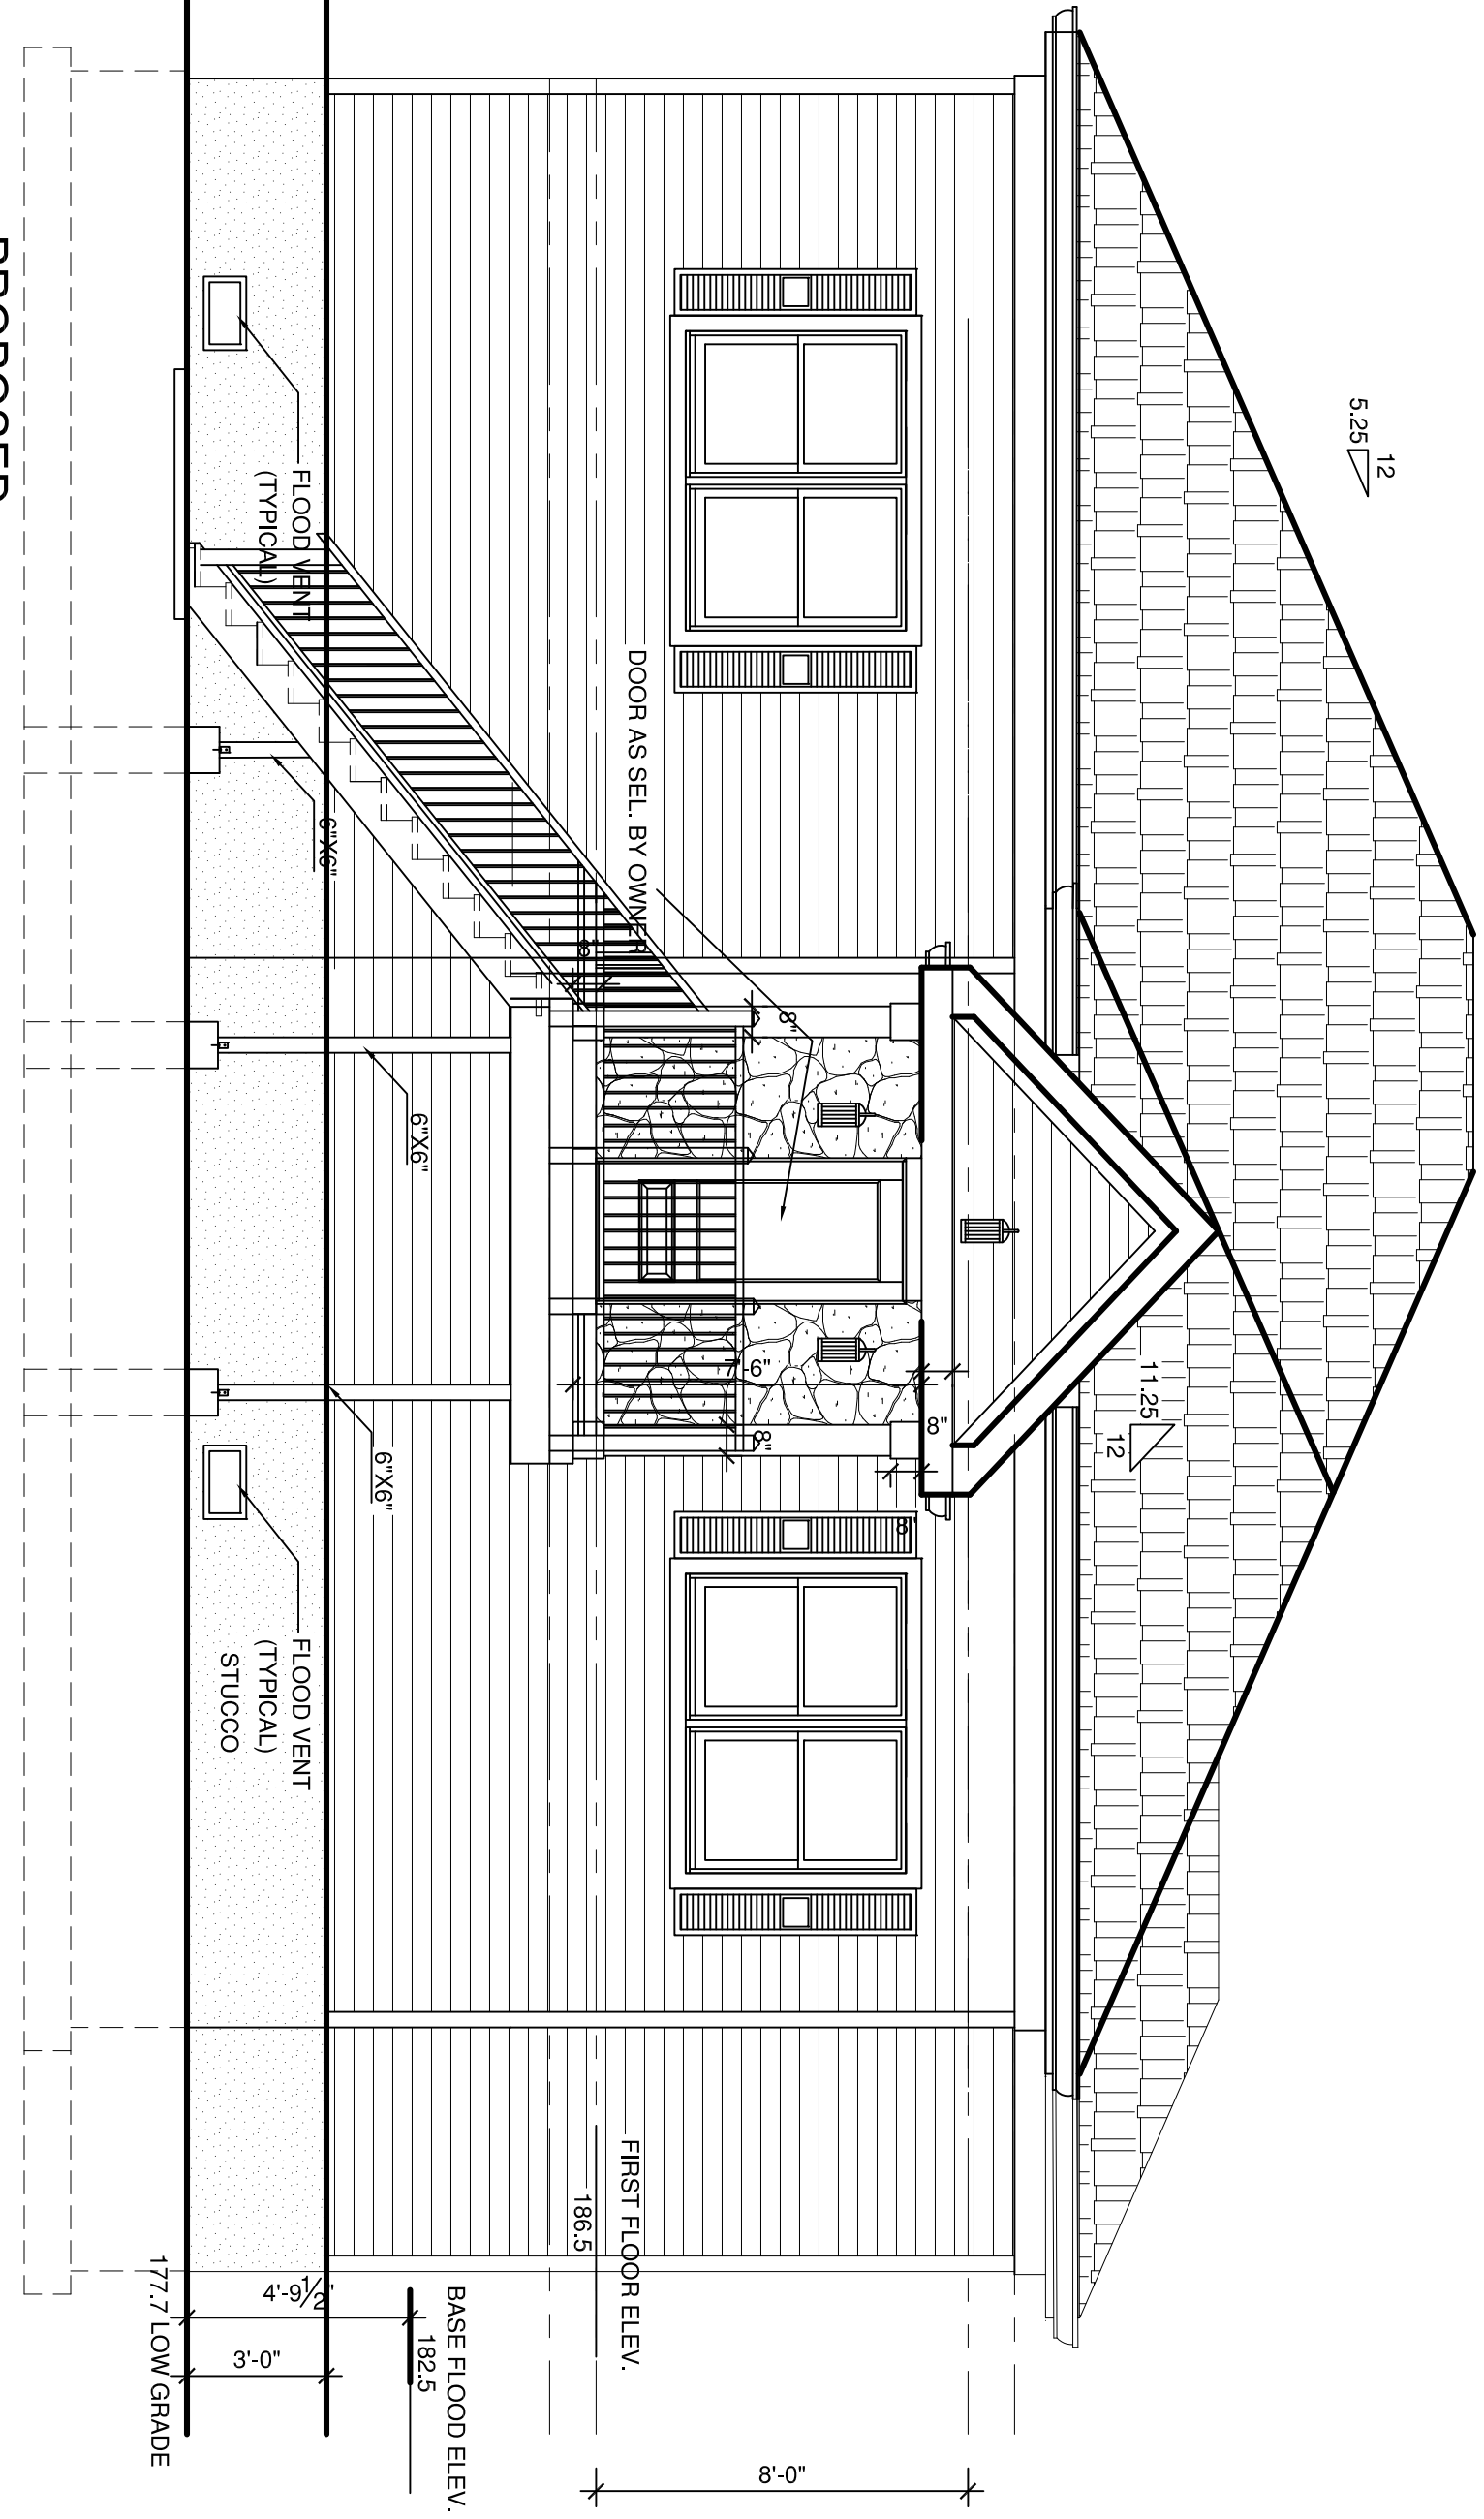 12
5.25
11.25
12
DOOR AS SEL. BY OWNER
8"
8"
7'-6"
8"
8"
8"
FIRST FLOOR ELEV.
186.5
8'-0"
6"X6"
6"X6"
6"X6"
FLOOD VENT
(TYPICAL)
FLOOD VENT
(TYPICAL)
STUCCO
BASE FLOOD ELEV.
182.5
4'-9 1/2"
3'-0"
177.7 LOW GRADE
PROPOSED